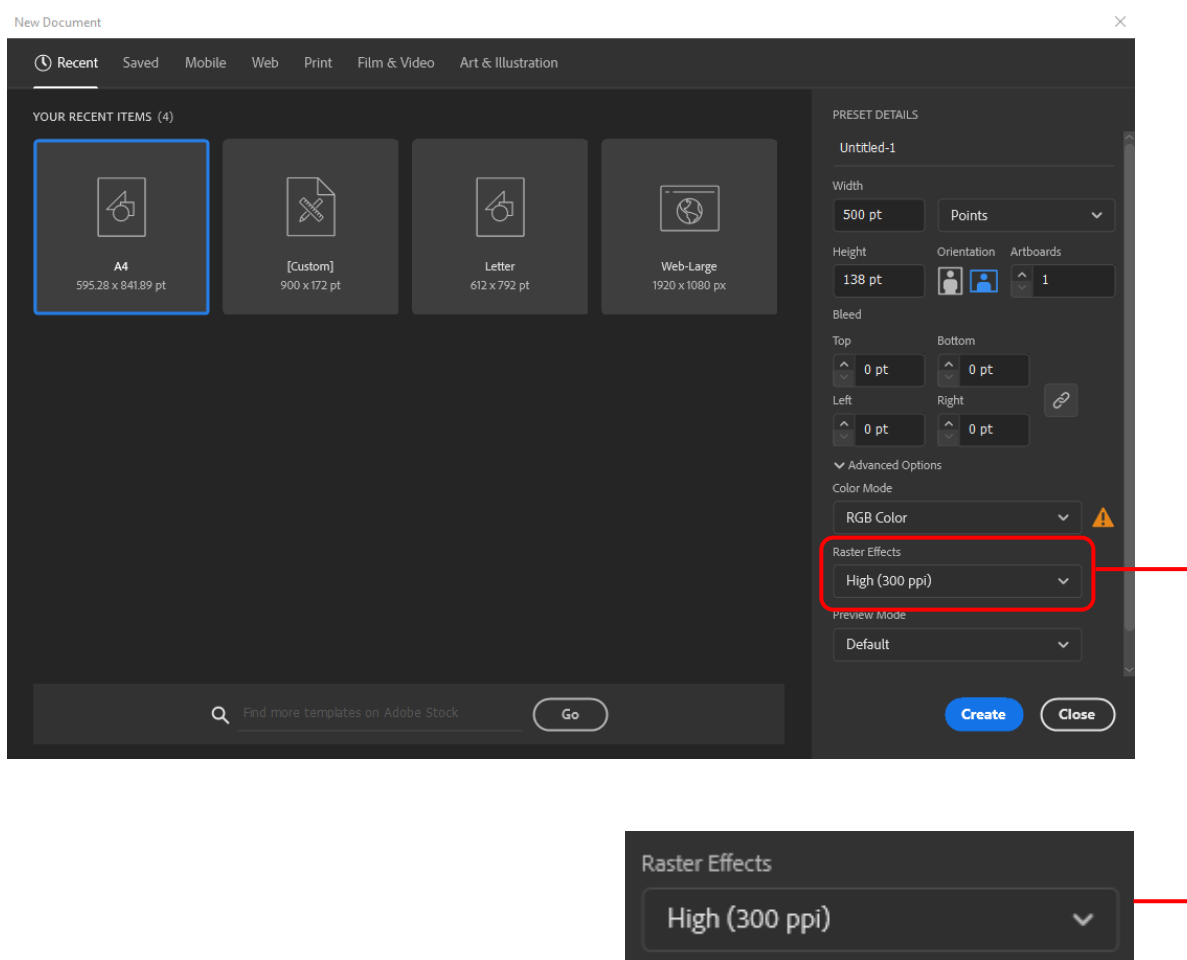 New Document
Recent Saved Mobile Web Print Film & Video Art & Illustration
YOUR RECENT ITEMS (4)
A4
595.28 x 841.89 pt
[Custom]
900 x 172 pt
Letter
612 x 792 pt
Web-Large
1920 x 1080 px
Find more templates on Adobe Stock
Go
PRESET DETAILS
Untitled-1
Width
500 pt Points
Height Orientation Artboards
138 pt 1
Bleed
Top Bottom
0 pt 0 pt
Left Right
0 pt 0 pt
Advanced Options
Color Mode
RGB Color
Raster Effects
High (300 ppi)
Preview Mode
Default
Create Close
Raster Effects
High (300 ppi)